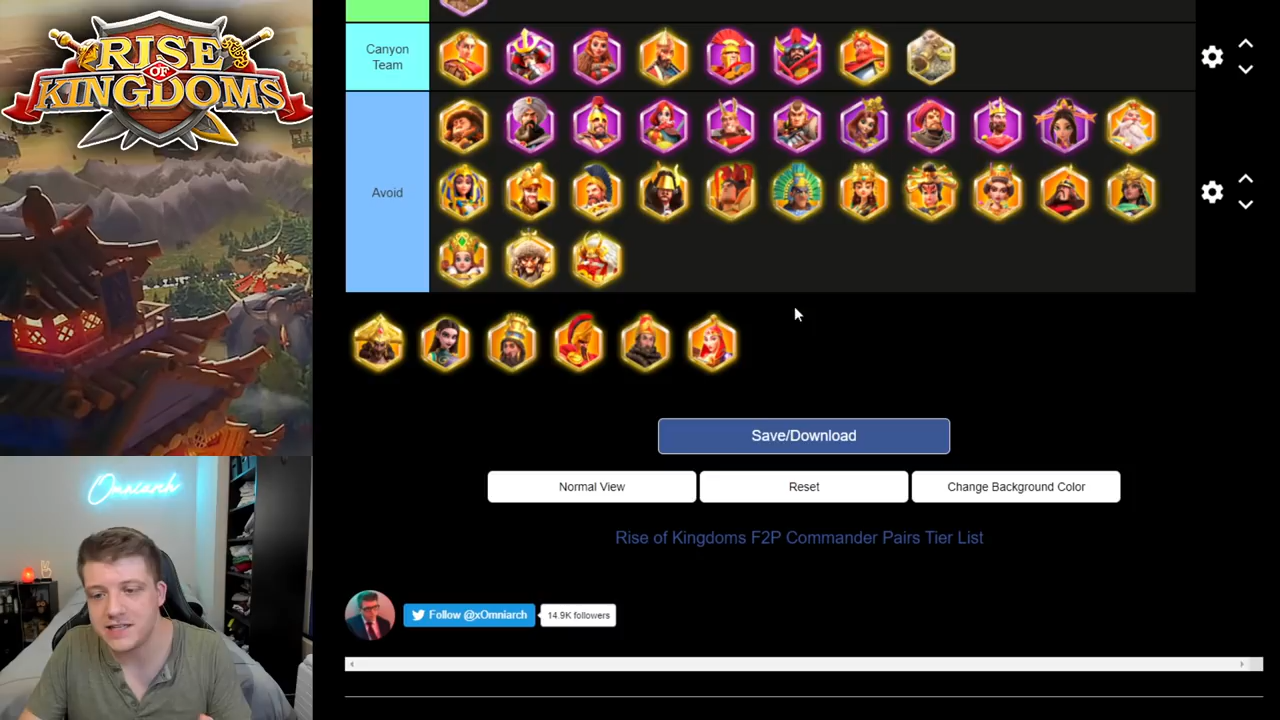 RISE
OF
KINGDOMS
Canyon
Team
Avoid
Save/Download
Normal View
Reset
Change Background Color
Rise of Kingdoms F2P Commander Pairs Tier List
Follow @xOmniarch
14.9K followers
Omniarch